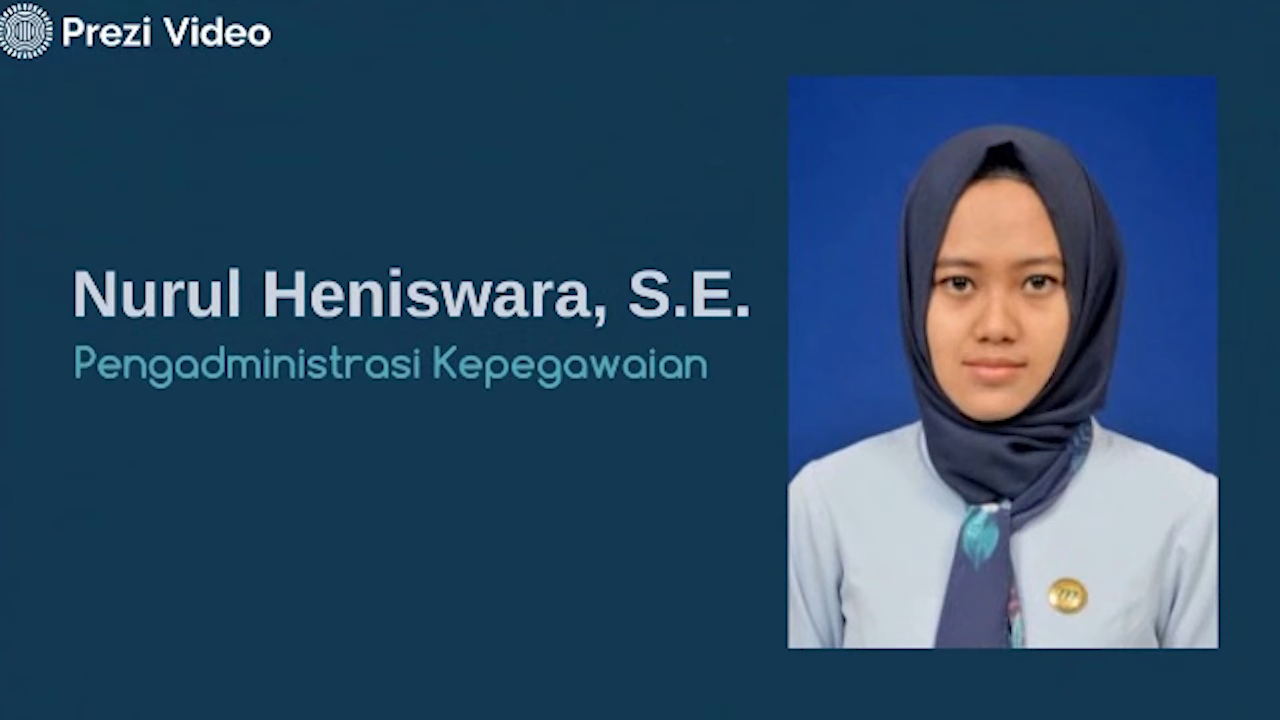 Prezi Video
Nurul Heniswara, S.E.
Pengadministrasi Kepegawaian